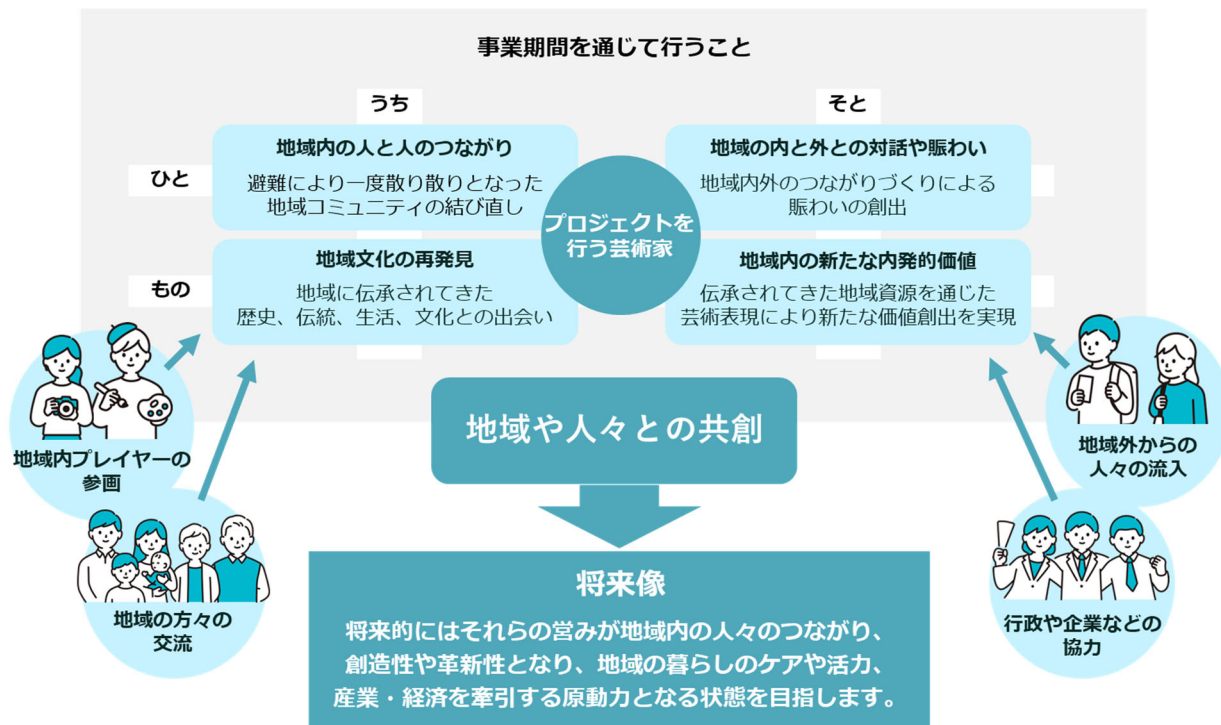 事業期間を通じて行うこと
うち
そと
ひと
地域内の人と人のつながり
避難により一度散り散りとなった
地域コミュニティの結び直し
プロジェクトを
行う芸術家
地域の内と外との対話や賑わい
地域内外のつながりづくりによる
賑わいの創出
もの
地域文化の再発見
地域に伝承されてきた
歴史、伝統、生活、文化との出会い
地域内の新たな内発的価値
伝承されてきた地域資源を通じた
芸術表現により新たな価値創出を実現
地域内プレイヤーの
参画
地域の方々の
交流
地域や人々との共創
地域外からの
人々の流入
行政や企業などの
協力
将来像
将来的にはそれらの営みが地域内の人々のつながり、
創造性や革新性となり、地域の暮らしのケアや活力、
産業・経済を牽引する原動力となる状態を目指します。